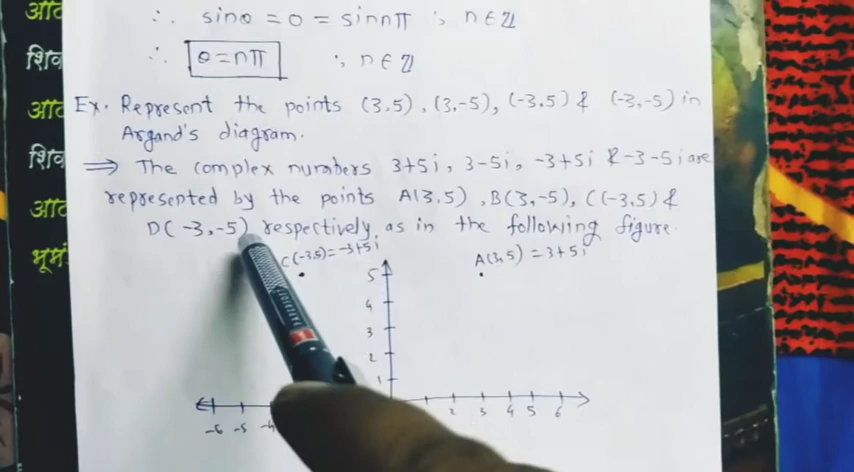 ∴ sinθ = 0 = sin nπ ; n ∈ ℤ
∴ θ = nπ ; n ∈ ℤ
Ex. Represent the points (3,5), (3,-5), (-3,5) & (-3,-5) in
Argand's diagram.
⟹ The complex numbers 3+5i, 3-5i, -3+5i & -3-5i are
represented by the points A(3,5), B(3,-5), C(-3,5) &
D(-3,-5) respectively, as in the following figure.
C(-3,5) = -3+5i
A(3,5) = 3+5i
5
4
3
2
1
-6 -5 -4 2 3 4 5 6
शिव